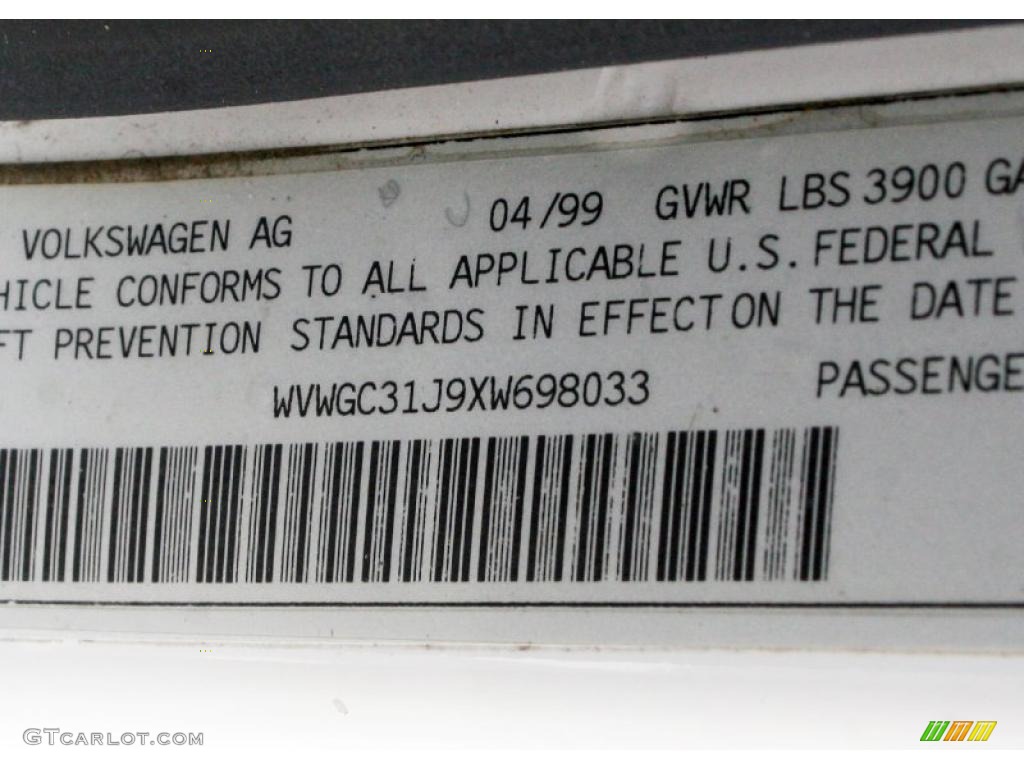 VOLKSWAGEN AG 04/99 GVWR LBS 3900 GA
HICLE CONFORMS TO ALL APPLICABLE U.S. FEDERAL
FT PREVENTION STANDARDS IN EFFECT ON THE DATE
WVWGC31J9XW698033 PASSENGE
GTCARLOT.COM